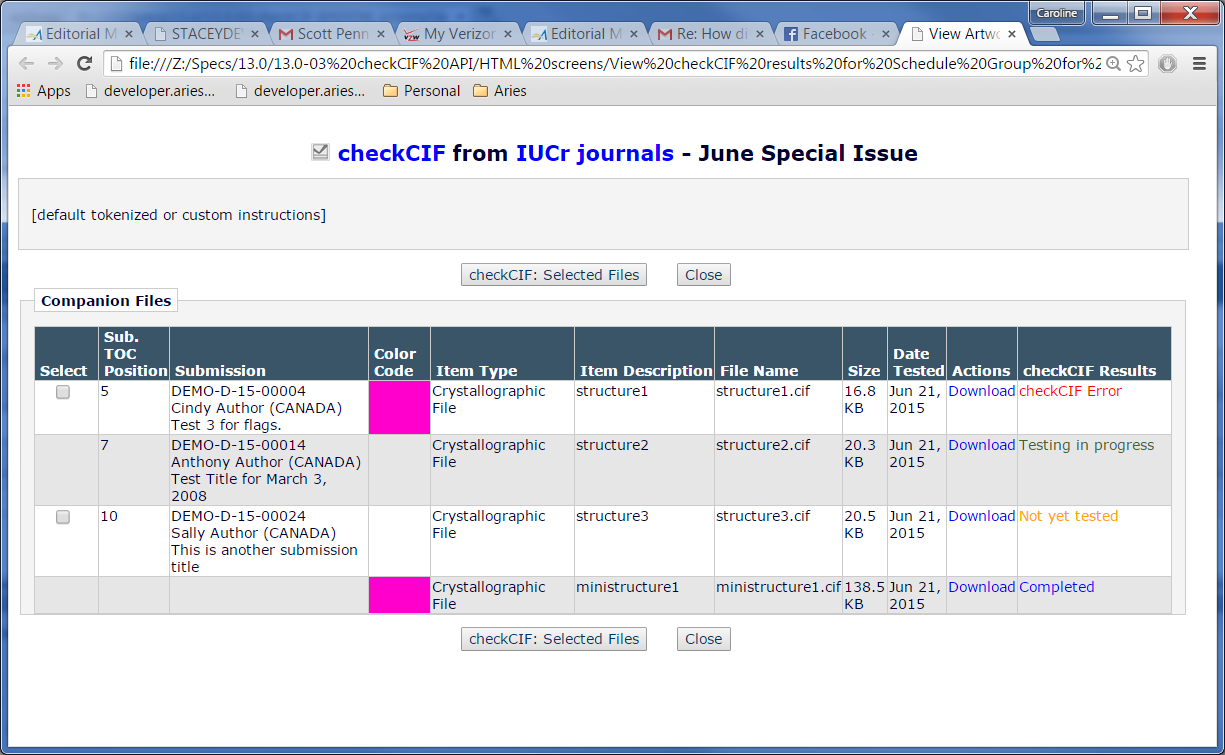 Caroline
Editorial M
STACEYDE
Scott Penn
My Verizor
Editorial M
Re: How di
Facebook
View Artw
file:///Z:/Specs/13.0/13.0-03%20checkCIF%20API/HTML%20screens/View%20checkCIF%20results%20for%20Schedule%20Group%20for%2
Apps developer.aries... developer.aries... Personal Aries
checkCIF from IUCr journals - June Special Issue
[default tokenized or custom instructions]
checkCIF: Selected Files Close
Companion Files
Select
Sub.
TOC
Position
Submission
Color
Code
Item Type
Item Description
File Name
Size
Date
Tested
Actions
checkCIF Results
5
DEMO-D-15-00004
Cindy Author (CANADA)
Test 3 for flags.
Crystallographic
File
structure1
structure1.cif
16.8
KB
Jun 21,
2015
Download
checkCIF Error
7
DEMO-D-15-00014
Anthony Author (CANADA)
Test Title for March 3,
2008
Crystallographic
File
structure2
structure2.cif
20.3
KB
Jun 21,
2015
Download
Testing in progress
10
DEMO-D-15-00024
Sally Author (CANADA)
This is another submission
title
Crystallographic
File
structure3
structure3.cif
20.5
KB
Jun 21,
2015
Download
Not yet tested
Crystallographic
File
ministructure1
ministructure1.cif
138.5
KB
Jun 21,
2015
Download
Completed
checkCIF: Selected Files Close